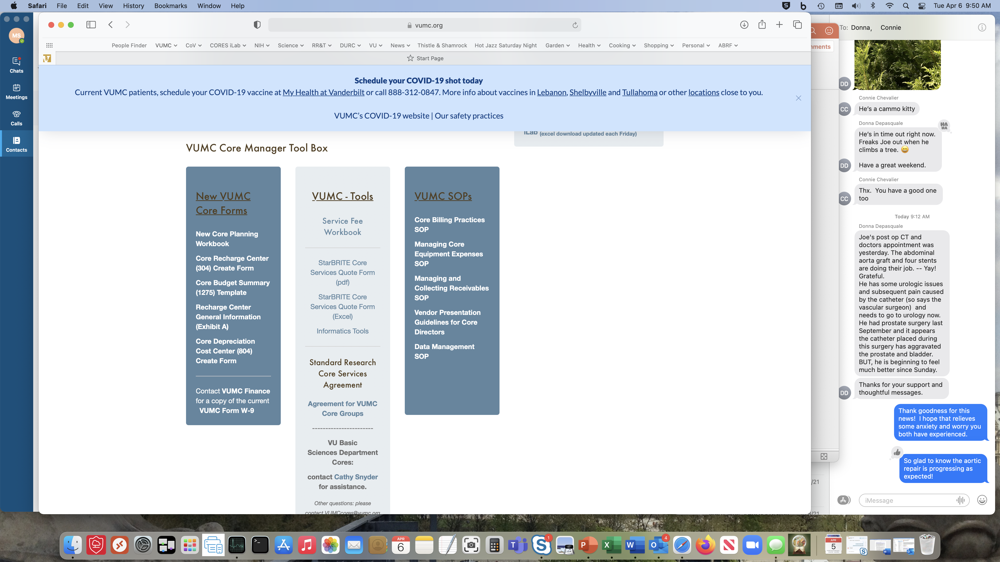 Safari File Edit View History Bookmarks Window Help
Tue Apr 6 9:50 AM
MS
Chats
Meetings
Calls
Contacts
vumc.org
People Finder VUMC CoV CORES iLab NIH Science RR&T DURC VU News Thistle & Shamrock Hot Jazz Saturday Night Garden Health Cooking Shopping Personal ABRF
Start Page
Schedule your COVID-19 shot today
Current VUMC patients, schedule your COVID-19 vaccine at My Health at Vanderbilt or call 888-312-0847. More info about vaccines in Lebanon, Shelbyville and Tullahoma or other locations close to you.
VUMC's COVID-19 website | Our safety practices
iLab (excel download updated each Friday)
VUMC Core Manager Tool Box
New VUMC
Core Forms
New Core Planning
Workbook
Core Recharge Center
(304) Create Form
Core Budget Summary
(1275) Template
Recharge Center
General Information
(Exhibit A)
Core Depreciation
Cost Center (804)
Create Form
Contact VUMC Finance
for a copy of the current
VUMC Form W-9
VUMC - Tools
Service Fee
Workbook
StarBRITE Core
Services Quote Form
(pdf)
StarBRITE Core
Services Quote Form
(Excel)
Informatics Tools
Standard Research
Core Services
Agreement
Agreement for VUMC
Core Groups
-----------------------
VU Basic
Sciences Department
Cores:
contact Cathy Snyder
for assistance.
Other questions: please
contact VUMCcores@vumc.org
VUMC SOPs
Core Billing Practices
SOP
Managing Core
Equipment Expenses
SOP
Managing and
Collecting Receivables
SOP
Vendor Presentation
Guidelines for Core
Directors
Data Management
SOP
To: Donna, Connie
DD
Connie Chevalier
CC
He's a cammo kitty
Donna Depasquale
HA
HA
He's in time out right now.
Freaks Joe out when he
climbs a tree. 😄
Have a great weekend.
DD
Connie Chevalier
Thx. You have a good one
too
CC
Today 9:12 AM
Donna Depasquale
Joe's post op CT and
doctors appointment was
yesterday. The abdominal
aorta graft and four stents
are doing their job. -- Yay!
Grateful.
He has some urologic issues
and subsequent pain caused
by the catheter (so says the
vascular surgeon) and
needs to go to urology now.
He had prostate surgery last
September and it appears
the catheter placed during
this surgery has aggravated
the prostate and bladder.
BUT, he is beginning to feel
much better since Sunday.
Thanks for your support and
thoughtful messages.
DD
Thank goodness for this
news! I hope that relieves
some anxiety and worry you
both have experienced.
So glad to know the aortic
repair is progressing as
expected!
/21
iMessage
APR
6
1
4
APR
5